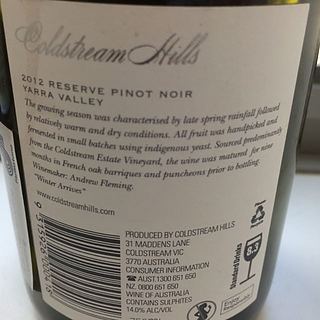 Coldstream Hills
2012 RESERVE PINOT NOIR
YARRA VALLEY
The growing season was characterised by late spring rainfall followed
by relatively warm and dry conditions. All fruit was handpicked and
fermented in small batches using indigenous yeast. Sourced predominantly
from the Coldstream Estate Vineyard, the wine was matured for nine
months in French oak barriques and puncheons prior to bottling.
Winemaker: Andrew Fleming.
"Winter Arrives"
www.coldstreamhills.com
PRODUCED BY COLDSTREAM HILLS
31 MADDENS LANE
COLDSTREAM VIC
3770 AUSTRALIA
CONSUMER INFORMATION
☎AUST.1300 651 650
NZ. 0800 651 650
WINE OF AUSTRALIA
CONTAINS SULPHITES
14.0% ALC/VOL
Standard Drinks
8.3
Enjoy